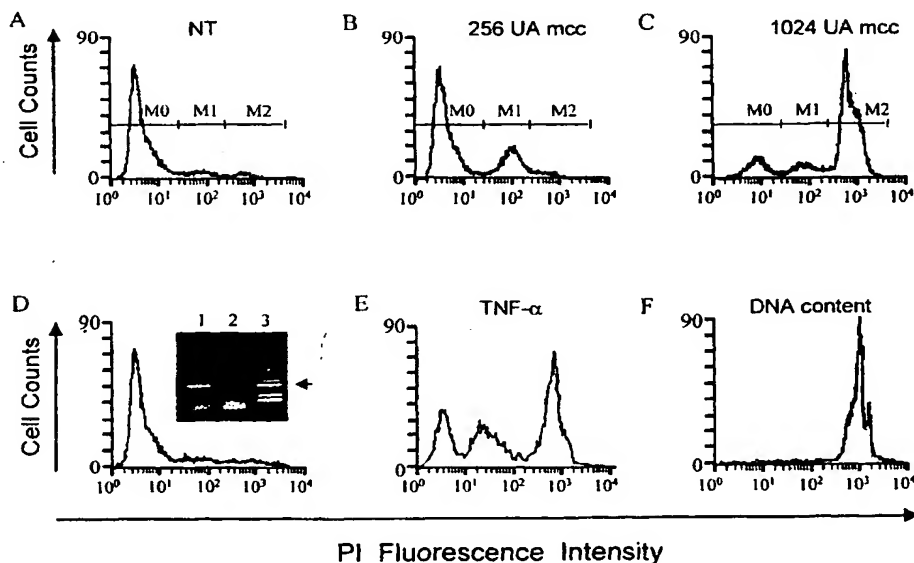 A NT
B 256 UA mcc
C 1024 UA mcc
Cell Counts
90 M0 M1 M2 0
10⁰ 10¹ 10² 10³ 10⁴
90 M0 M1 M2 0
10⁰ 10¹ 10² 10³ 10⁴
90 M0 M1 M2 0
10⁰ 10¹ 10² 10³ 10⁴
D
1 2 3
E TNF-α
F DNA content
Cell Counts
90 0
10⁰ 10¹ 10² 10³ 10⁴
90 0
10⁰ 10¹ 10² 10³ 10⁴
90 0
10⁰ 10¹ 10² 10³ 10⁴
PI Fluorescence Intensity